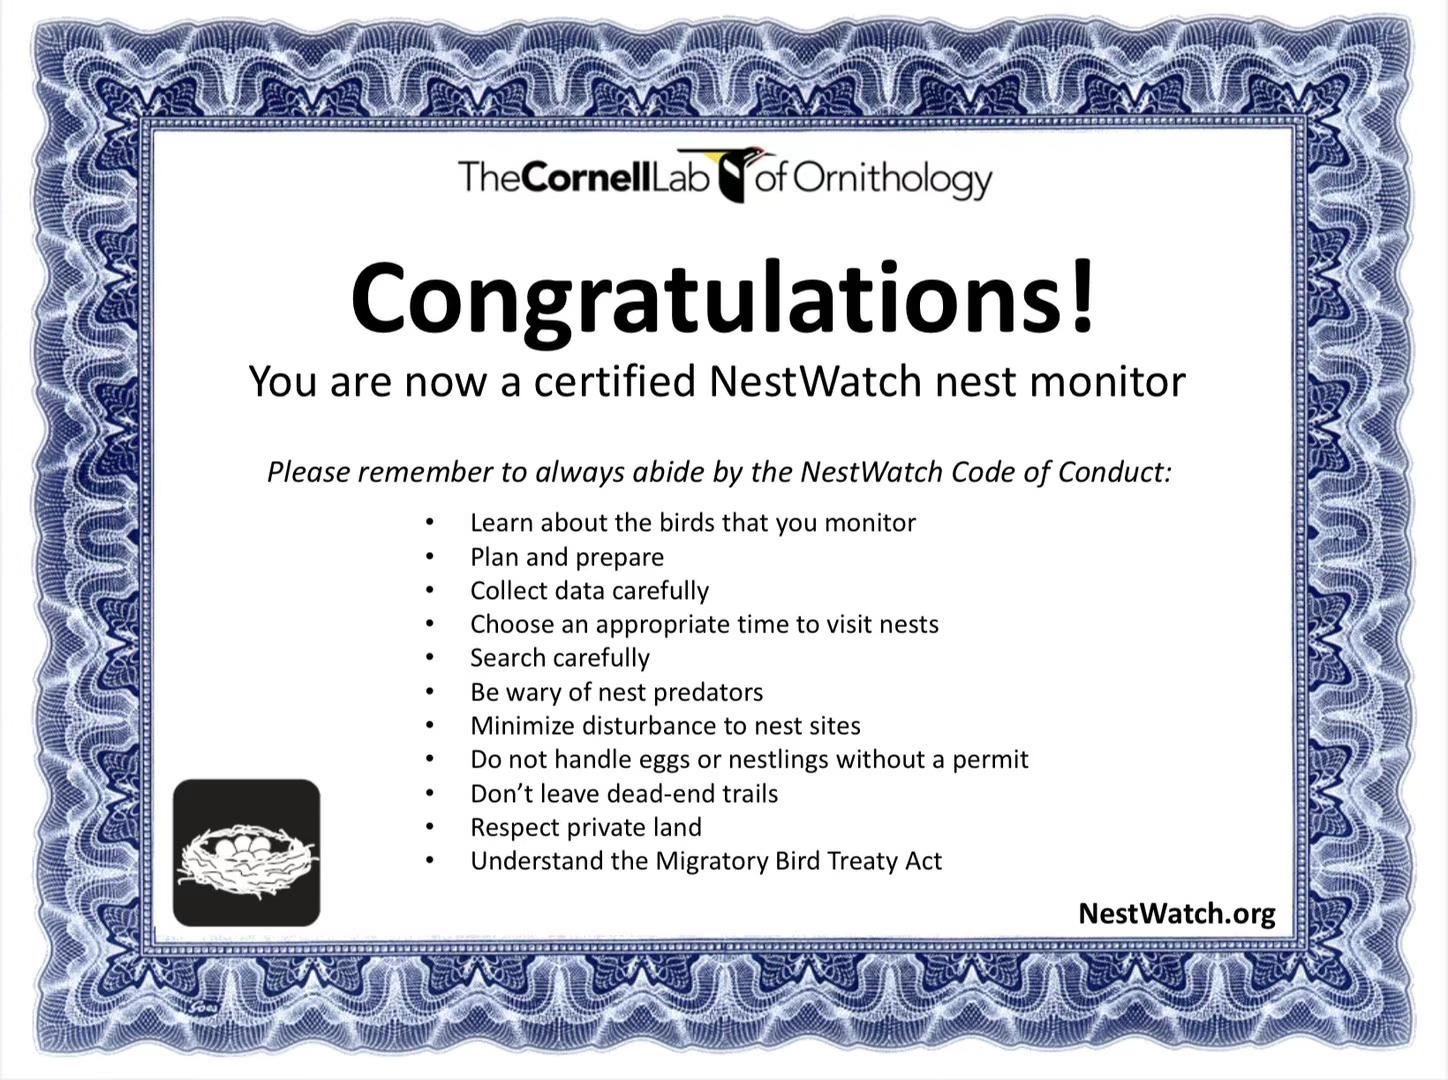 TheCornellLab of Ornithology
Congratulations!
You are now a certified NestWatch nest monitor
Please remember to always abide by the NestWatch Code of Conduct:
• Learn about the birds that you monitor
• Plan and prepare
• Collect data carefully
• Choose an appropriate time to visit nests
• Search carefully
• Be wary of nest predators
• Minimize disturbance to nest sites
• Do not handle eggs or nestlings without a permit
• Don’t leave dead-end trails
• Respect private land
• Understand the Migratory Bird Treaty Act
NestWatch.org